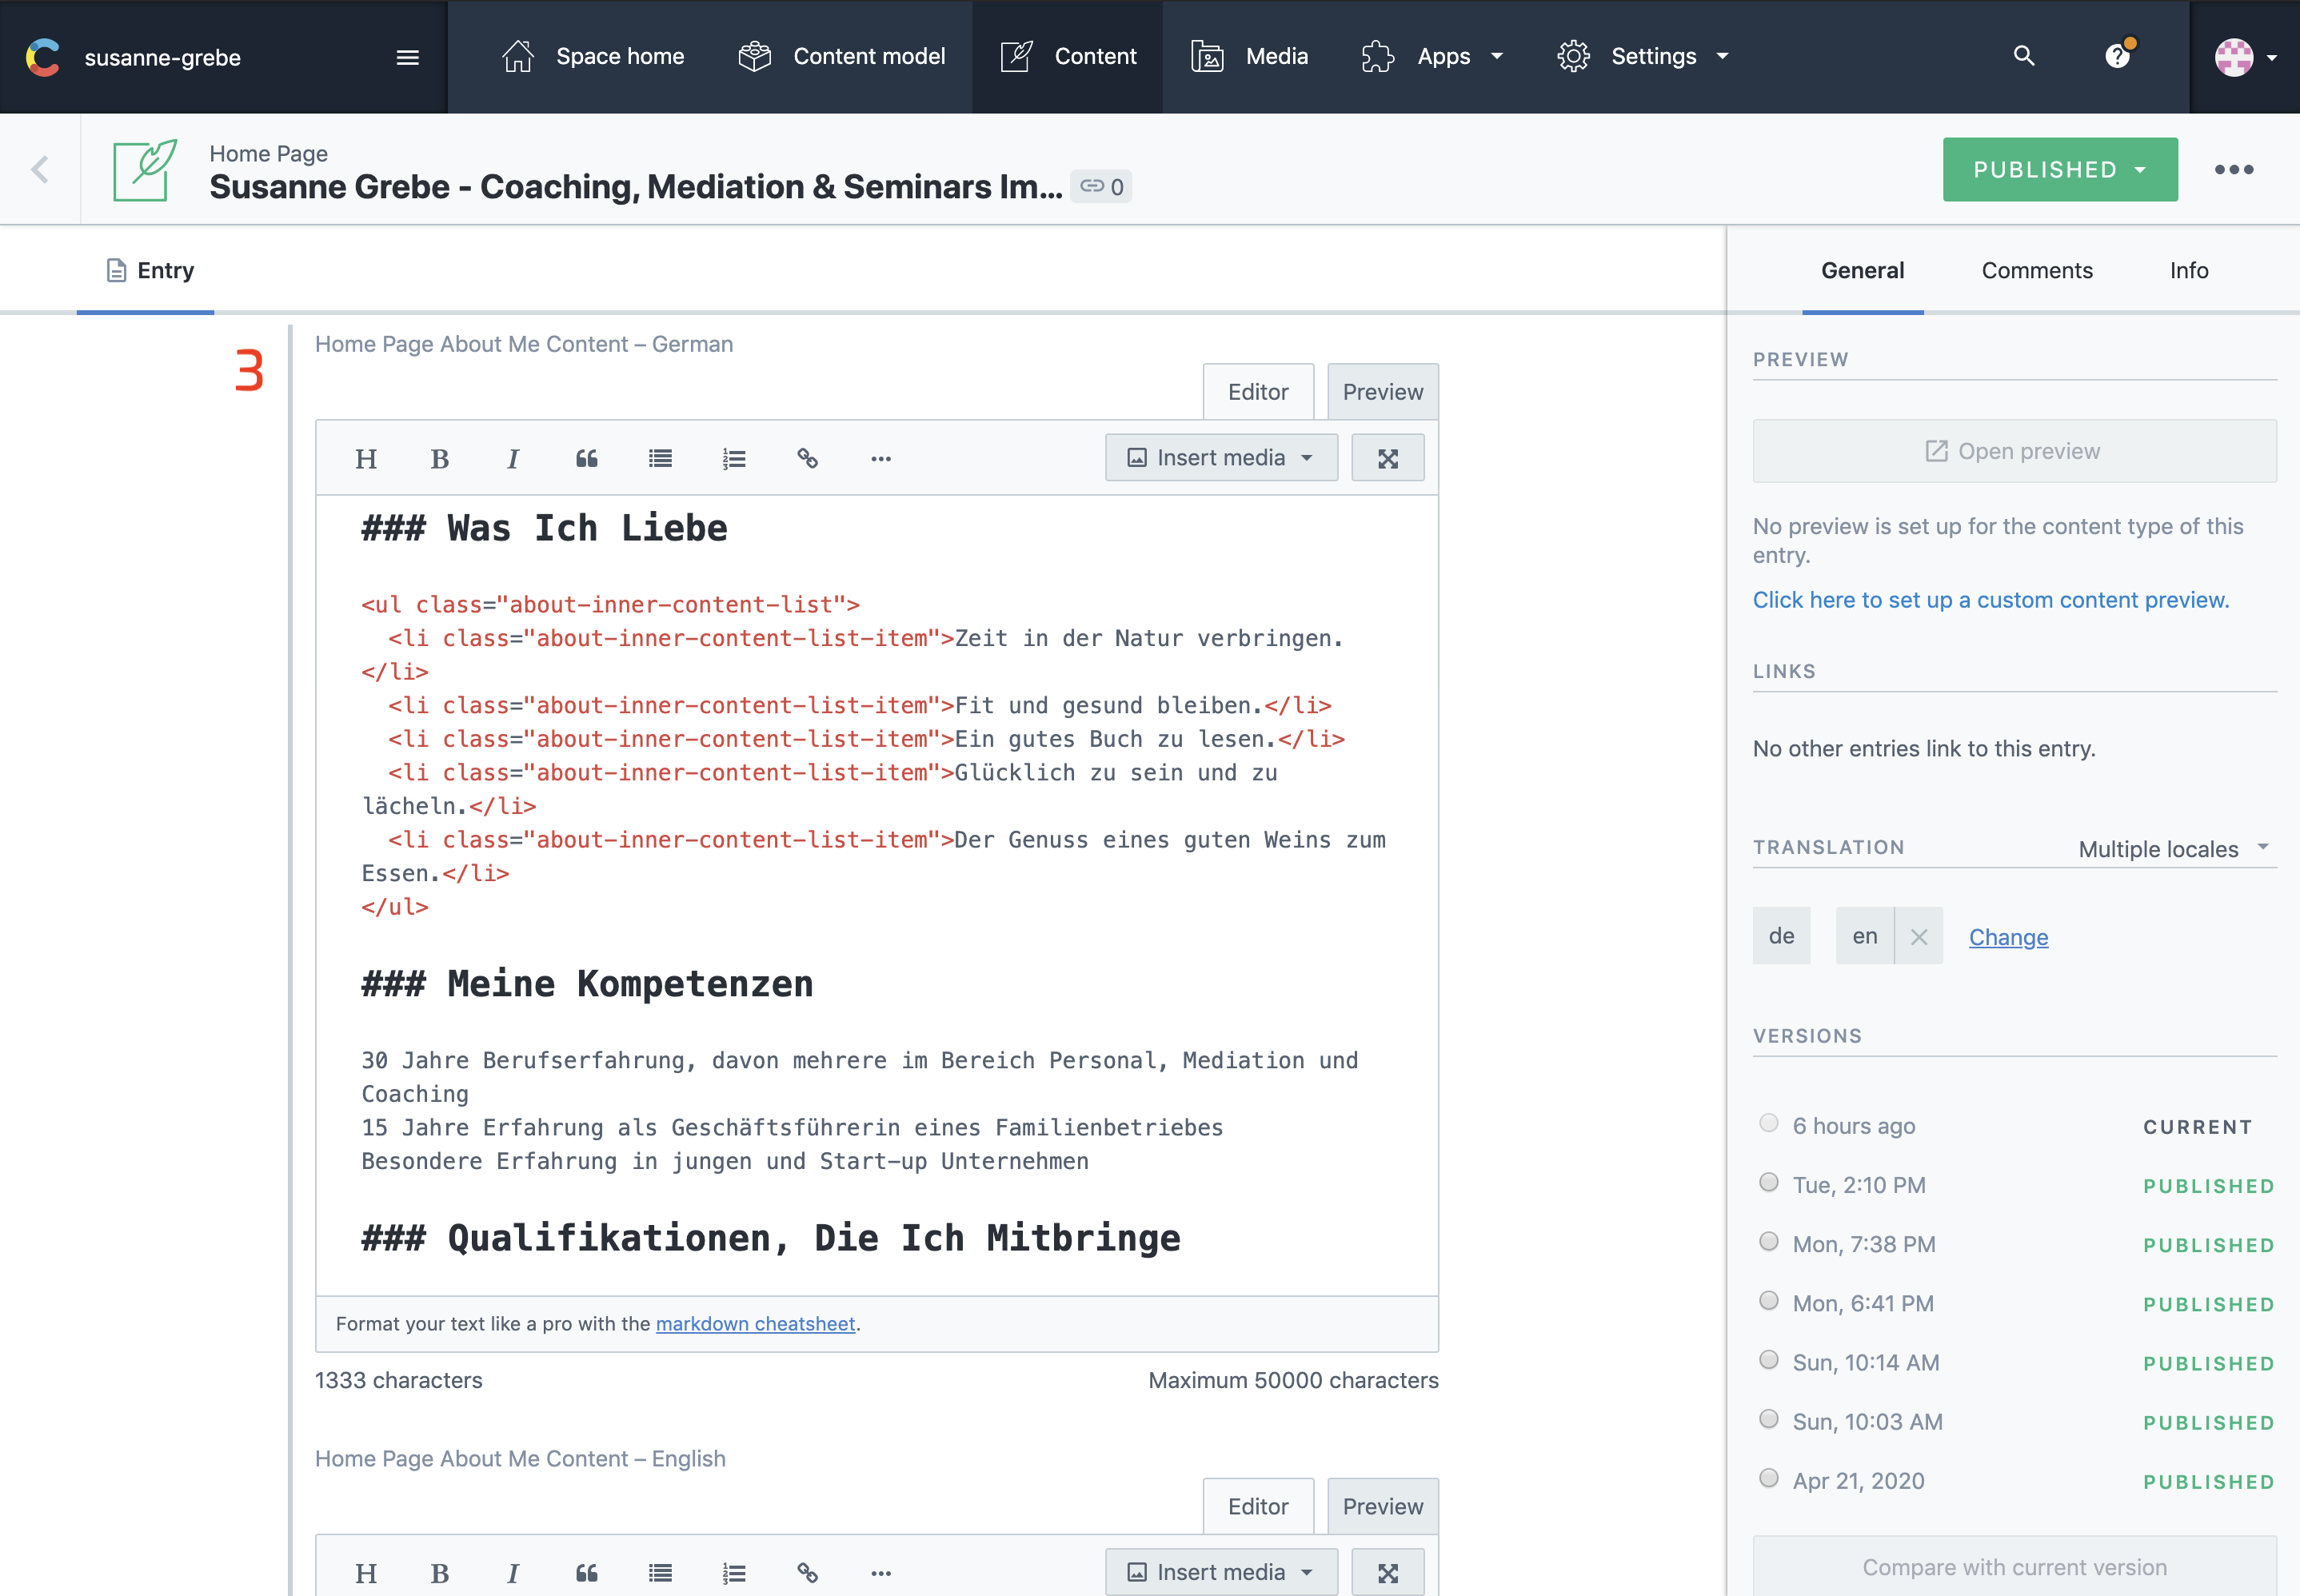 susanne-grebe
Space home
Content model
Content
Media
Apps
Settings
?
Home Page
Susanne Grebe - Coaching, Mediation & Seminars Im...
0
PUBLISHED
Entry
General
Comments
Info
3
Home Page About Me Content – German
Editor
Preview
H B I
Insert media
### Was Ich Liebe
<ul class="about-inner-content-list">
<li class="about-inner-content-list-item">Zeit in der Natur verbringen.
</li>
<li class="about-inner-content-list-item">Fit und gesund bleiben.</li>
<li class="about-inner-content-list-item">Ein gutes Buch zu lesen.</li>
<li class="about-inner-content-list-item">Glücklich zu sein und zu
lächeln.</li>
<li class="about-inner-content-list-item">Der Genuss eines guten Weins zum
Essen.</li>
</ul>
### Meine Kompetenzen
30 Jahre Berufserfahrung, davon mehrere im Bereich Personal, Mediation und
Coaching
15 Jahre Erfahrung als Geschäftsführerin eines Familienbetriebes
Besondere Erfahrung in jungen und Start-up Unternehmen
### Qualifikationen, Die Ich Mitbringe
Format your text like a pro with the markdown cheatsheet.
1333 characters
Maximum 50000 characters
Home Page About Me Content – English
Editor
Preview
H B I
Insert media
PREVIEW
Open preview
No preview is set up for the content type of this
entry.
Click here to set up a custom content preview.
LINKS
No other entries link to this entry.
TRANSLATION
Multiple locales
de
en
Change
VERSIONS
6 hours ago CURRENT
Tue, 2:10 PM PUBLISHED
Mon, 7:38 PM PUBLISHED
Mon, 6:41 PM PUBLISHED
Sun, 10:14 AM PUBLISHED
Sun, 10:03 AM PUBLISHED
Apr 21, 2020 PUBLISHED
Compare with current version